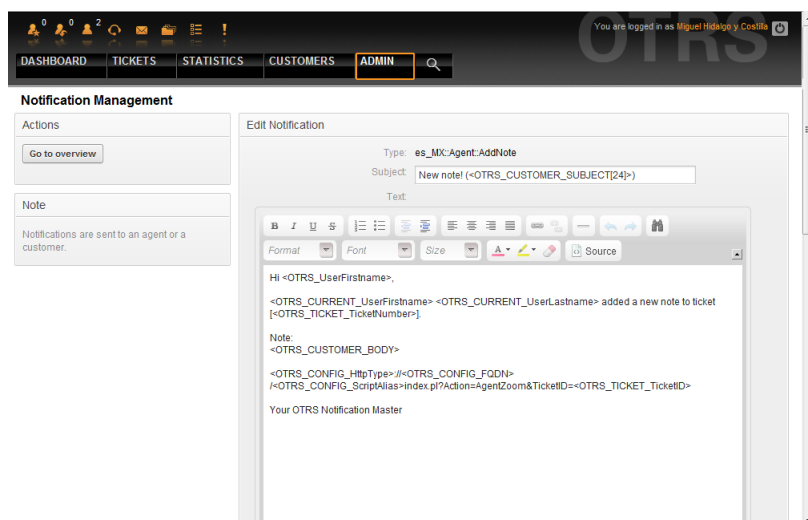 0 0 2
You are logged in as Miguel Hidalgo y Costilla
OTRS
DASHBOARD TICKETS STATISTICS CUSTOMERS ADMIN
Notification Management
Actions
Go to overview
Note
Notifications are sent to an agent or a
customer.
Edit Notification
Type: es_MX::Agent::AddNote
Subject: New note! (<OTRS_CUSTOMER_SUBJECT[24]>)
Text:
B I U S
Format Font Size A Source
Hi <OTRS_UserFirstname>,
<OTRS_CURRENT_UserFirstname> <OTRS_CURRENT_UserLastname> added a new note to ticket
[<OTRS_TICKET_TicketNumber>].
Note:
<OTRS_CUSTOMER_BODY>
<OTRS_CONFIG_HttpType>://<OTRS_CONFIG_FQDN>
/<OTRS_CONFIG_ScriptAlias>index.pl?Action=AgentZoom&TicketID=<OTRS_TICKET_TicketID>
Your OTRS Notification Master